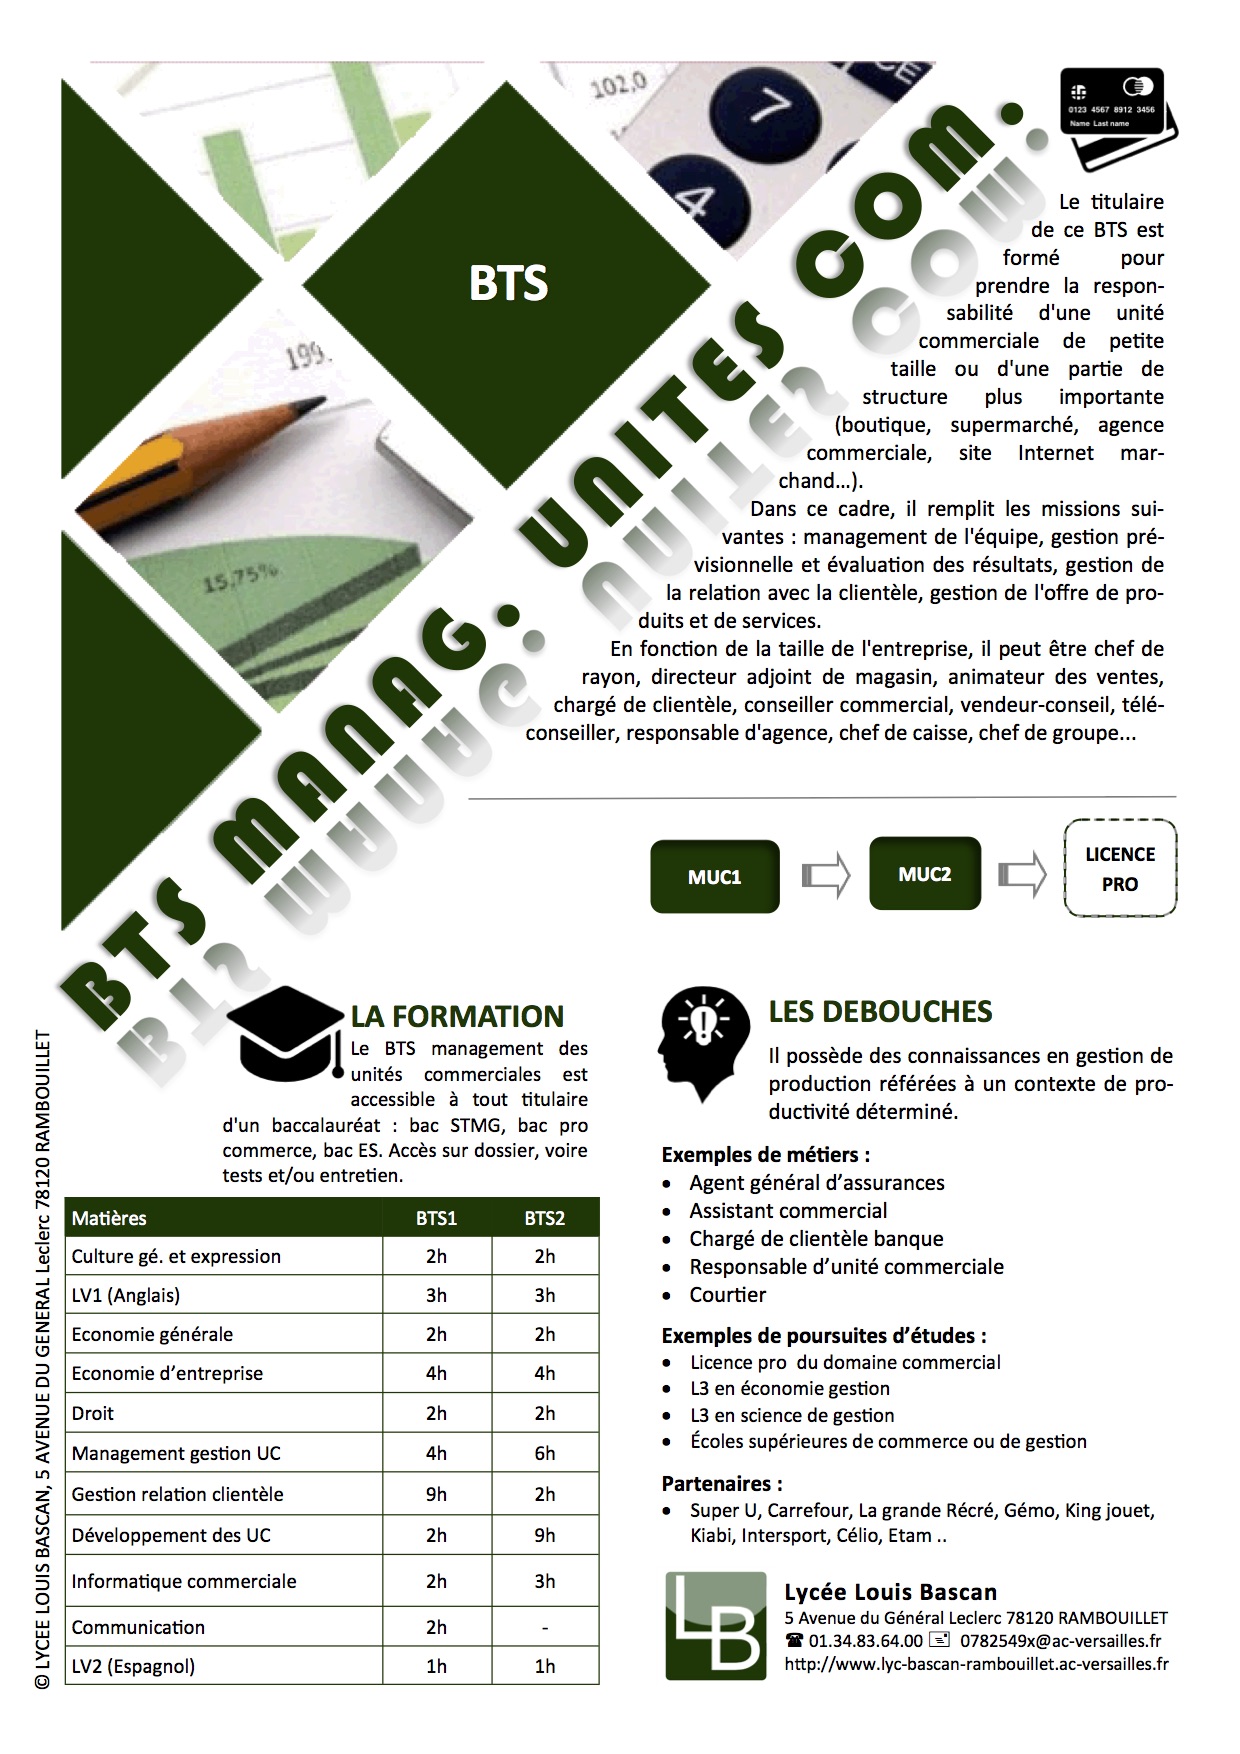 102,0
CE
7
4
199.
15,75%
BTS
BTS MANAG. UNITES COM.
0123 4567 8912 3456
Name Last name
Le titulaire
de ce BTS est
formé pour
prendre la respon-
sabilité d'une unité
commerciale de petite
taille ou d'une partie de
structure plus importante
(boutique, supermarché, agence
commerciale, site Internet mar-
chand...).
Dans ce cadre, il remplit les missions sui-
vantes : management de l'équipe, gestion pré-
visionnelle et évaluation des résultats, gestion de
la relation avec la clientèle, gestion de l'offre de pro-
duits et de services.
En fonction de la taille de l'entreprise, il peut être chef de
rayon, directeur adjoint de magasin, animateur des ventes,
chargé de clientèle, conseiller commercial, vendeur-conseil, télé-
conseiller, responsable d'agence, chef de caisse, chef de groupe...
MUC1
MUC2
LICENCE
PRO
LA FORMATION
Le BTS management des
unités commerciales est
accessible à tout titulaire
d'un baccalauréat : bac STMG, bac pro
commerce, bac ES. Accès sur dossier, voire
tests et/ou entretien.
Matières BTS1 BTS2
Culture gé. et expression 2h 2h
LV1 (Anglais) 3h 3h
Economie générale 2h 2h
Economie d’entreprise 4h 4h
Droit 2h 2h
Management gestion UC 4h 6h
Gestion relation clientèle 9h 2h
Développement des UC 2h 9h
Informatique commerciale 2h 3h
Communication 2h -
LV2 (Espagnol) 1h 1h
LES DEBOUCHES
Il possède des connaissances en gestion de
production référées à un contexte de pro-
ductivité déterminé.
Exemples de métiers :
• Agent général d’assurances
• Assistant commercial
• Chargé de clientèle banque
• Responsable d’unité commerciale
• Courtier
Exemples de poursuites d’études :
• Licence pro du domaine commercial
• L3 en économie gestion
• L3 en science de gestion
• Écoles supérieures de commerce ou de gestion
Partenaires :
• Super U, Carrefour, La grande Récré, Gémo, King jouet,
Kiabi, Intersport, Célio, Etam ..
LB
Lycée Louis Bascan
5 Avenue du Général Leclerc 78120 RAMBOUILLET
☎ 01.34.83.64.00 0782549x@ac-versailles.fr
http://www.lyc-bascan-rambouillet.ac-versailles.fr
© LYCEE LOUIS BASCAN, 5 AVENUE DU GENERAL Leclerc 78120 RAMBOUILLET